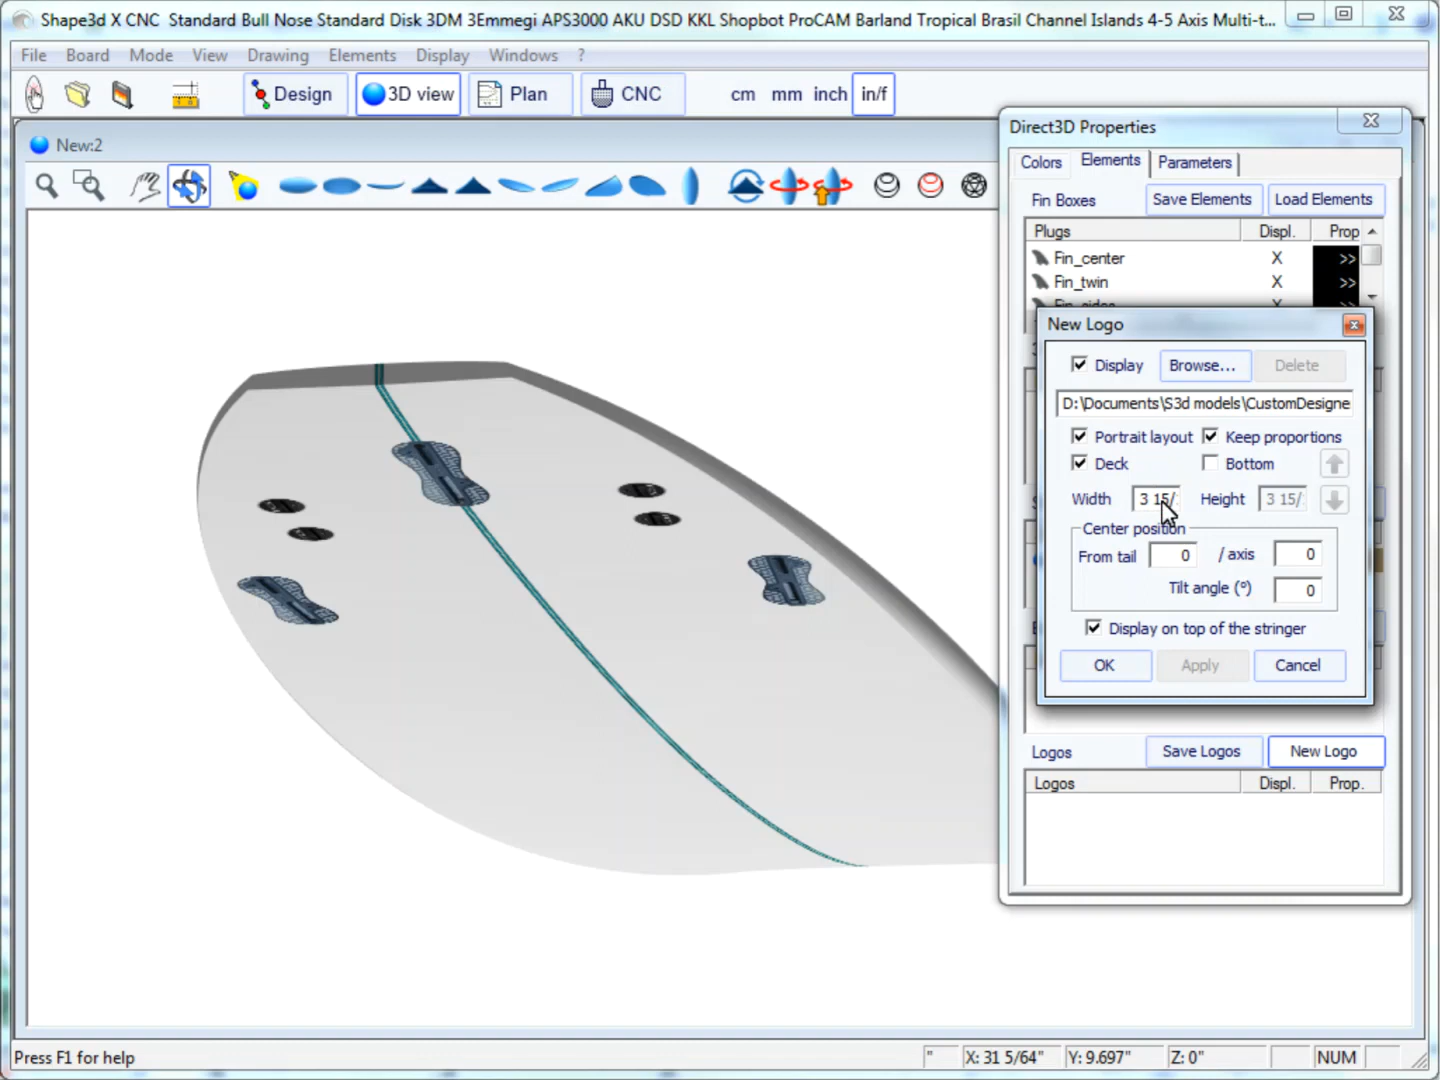 Shape3d X CNC  Standard Bull Nose Standard Disk 3DM 3Emmegi APS3000 AKU DSD KKL Shopbot ProCAM Barland Tropical Brasil Channel Islands 4-5 Axis Multi-t...
File Board Mode View Drawing Elements Display Windows ?
Design 3D view Plan CNC cm mm inch in/f
New:2
Direct3D Properties
Colors Elements Parameters
Fin Boxes Save Elements Load Elements
Plugs Displ. Prop
Fin_center X >>
Fin_twin X >>
New Logo
Display Browse... Delete
D:\Documents\S3d models\CustomDesigne
Portrait layout Keep proportions
Deck Bottom
Width 3 15/ Height 3 15/
Center position
From tail 0 / axis 0
Tilt angle (°) 0
Display on top of the stringer
OK Apply Cancel
Logos Save Logos New Logo
Logos Displ. Prop.
Press F1 for help " X: 31 5/64" Y: 9.697" Z: 0" NUM